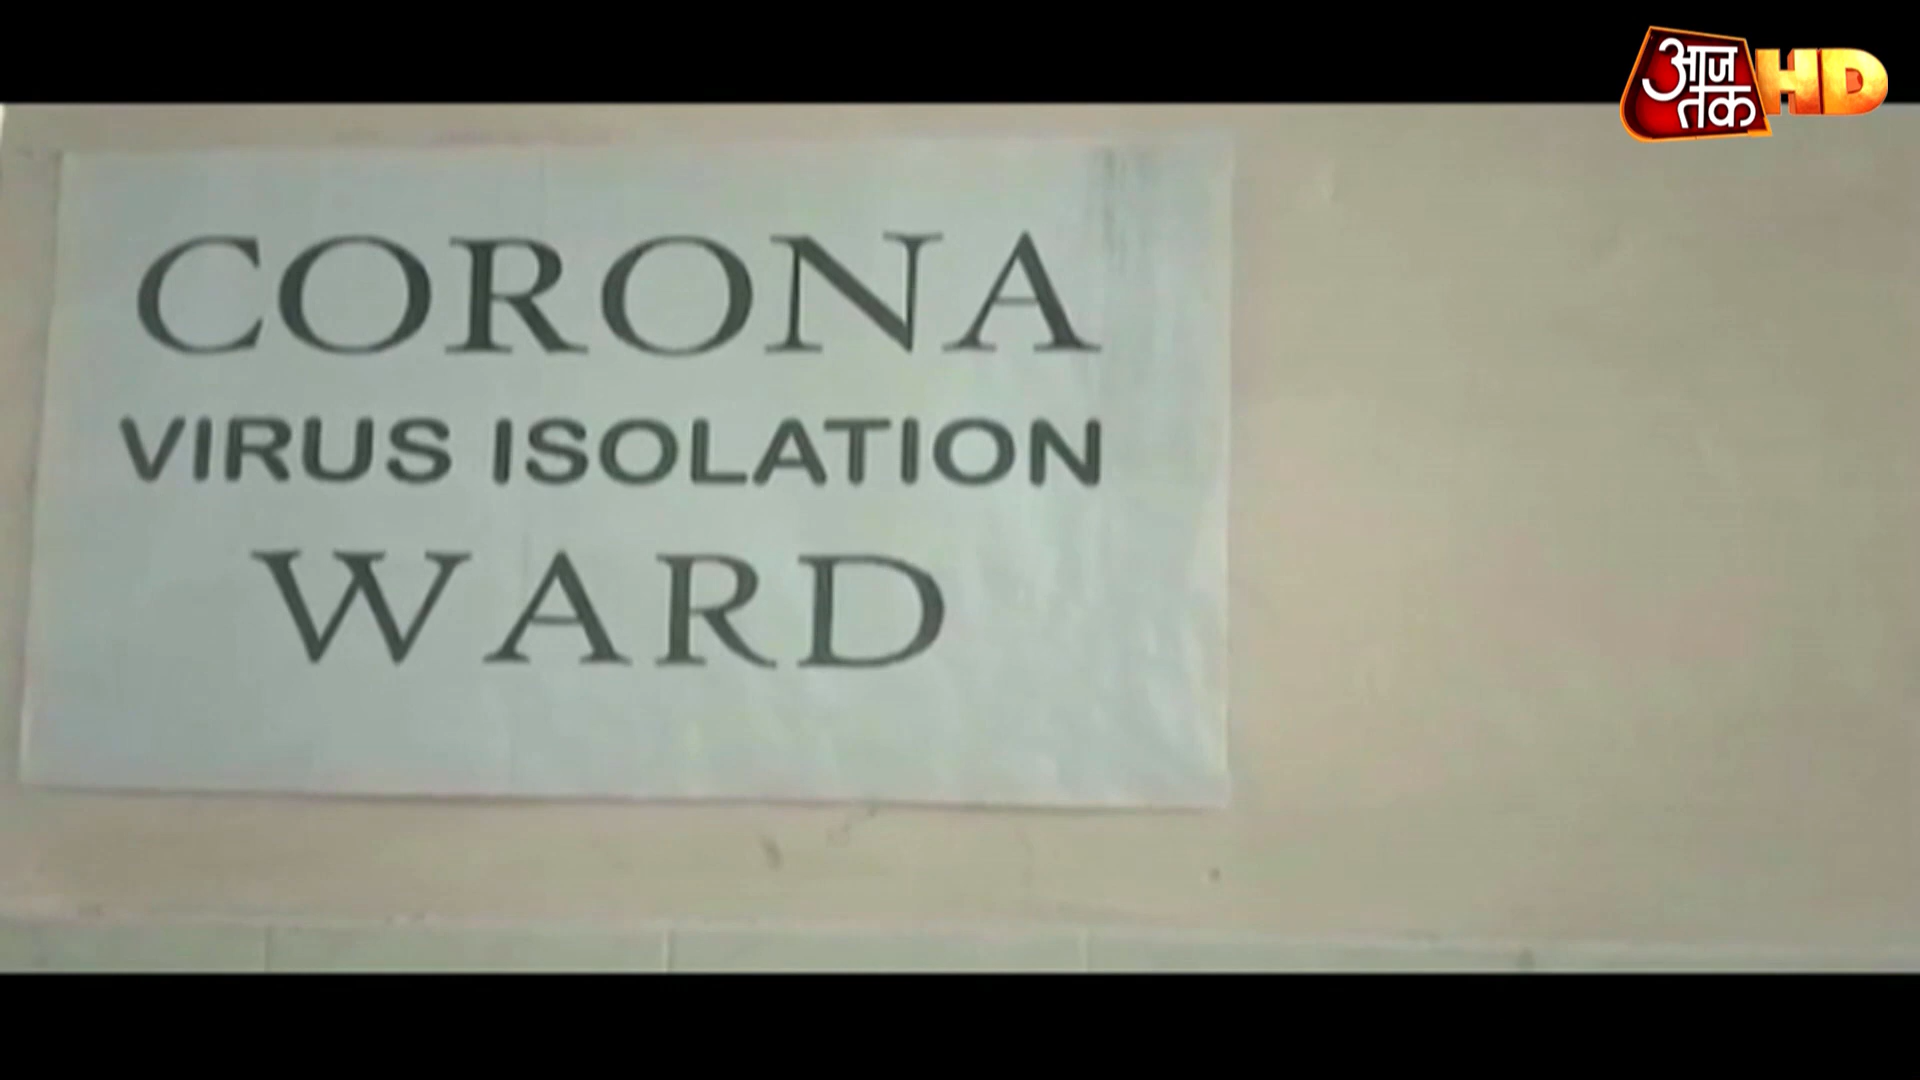 आज
तक HD
CORONA
VIRUS ISOLATION
WARD